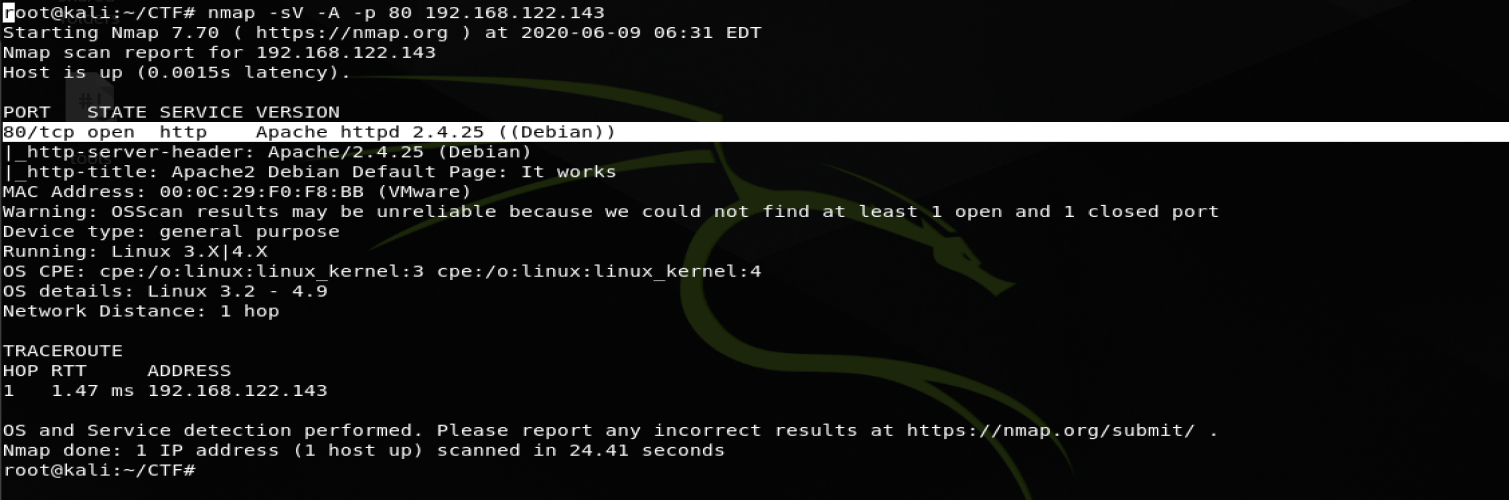 root@kali:~/CTF# nmap -sV -A -p 80 192.168.122.143
Starting Nmap 7.70 ( https://nmap.org ) at 2020-06-09 06:31 EDT
Nmap scan report for 192.168.122.143
Host is up (0.0015s latency).

PORT   STATE SERVICE VERSION
80/tcp open  http    Apache httpd 2.4.25 ((Debian))
|_http-server-header: Apache/2.4.25 (Debian)
|_http-title: Apache2 Debian Default Page: It works
MAC Address: 00:0C:29:F0:F8:BB (VMware)
Warning: OSScan results may be unreliable because we could not find at least 1 open and 1 closed port
Device type: general purpose
Running: Linux 3.X|4.X
OS CPE: cpe:/o:linux:linux_kernel:3 cpe:/o:linux:linux_kernel:4
OS details: Linux 3.2 - 4.9
Network Distance: 1 hop

TRACEROUTE
HOP RTT     ADDRESS
1   1.47 ms 192.168.122.143

OS and Service detection performed. Please report any incorrect results at https://nmap.org/submit/ .
Nmap done: 1 IP address (1 host up) scanned in 24.41 seconds
root@kali:~/CTF#